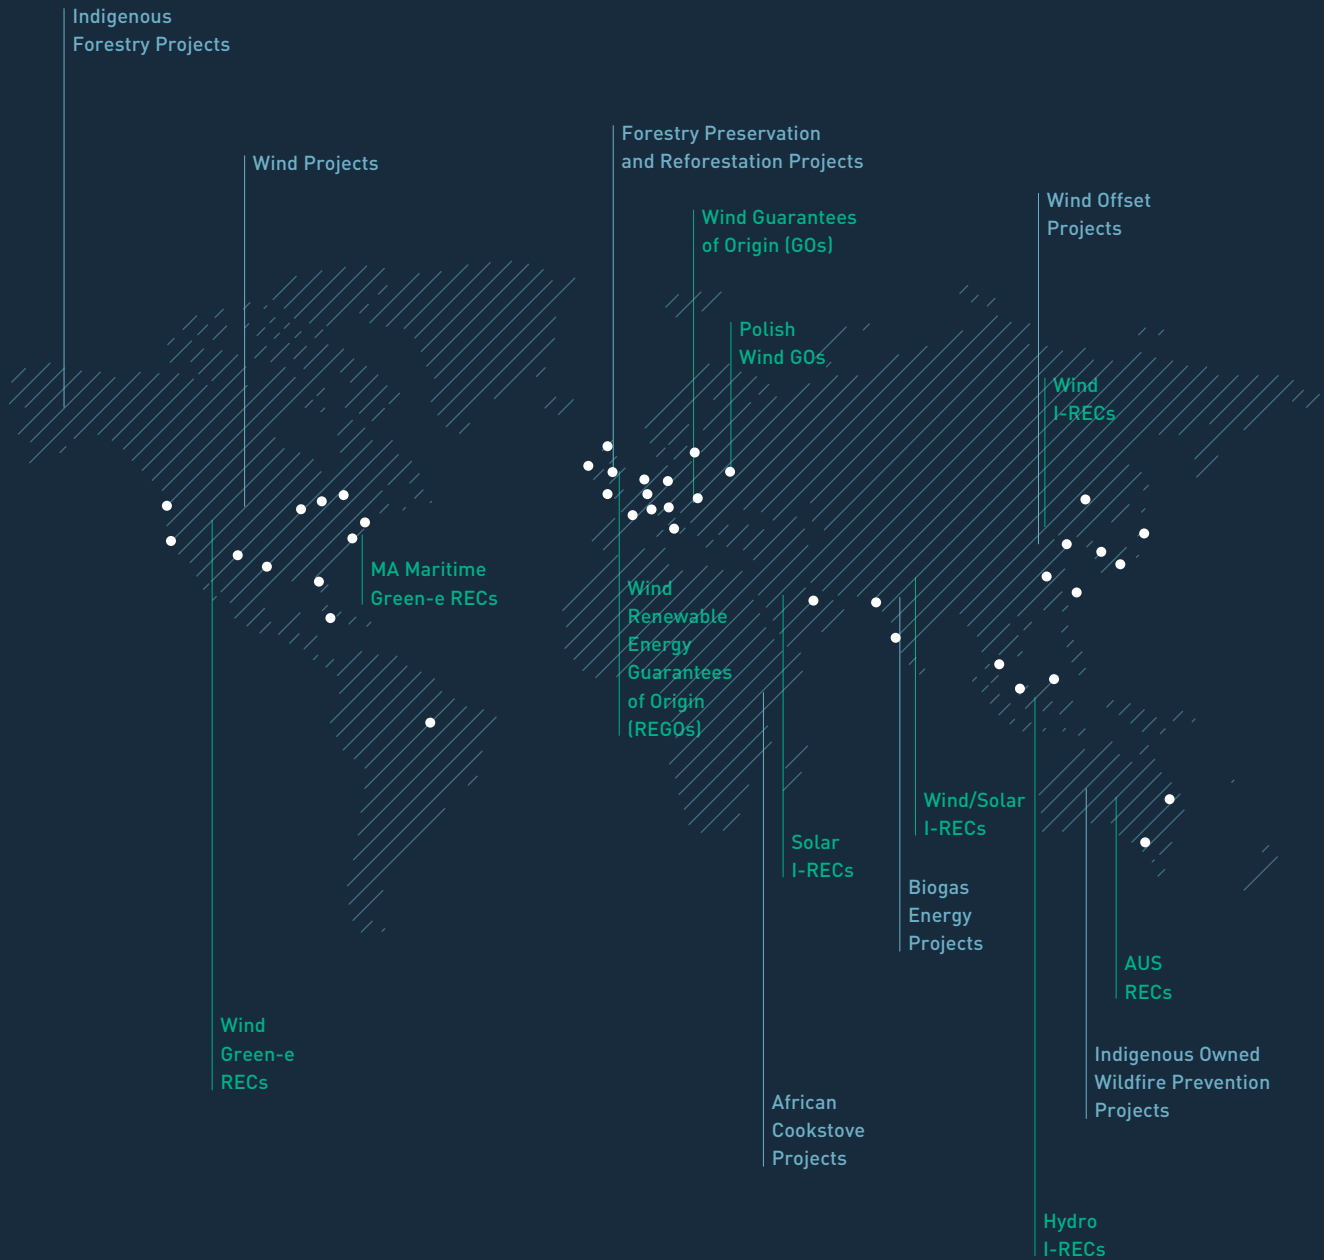 Indigenous
Forestry Projects
Wind Projects
Forestry Preservation
and Reforestation Projects
Wind Guarantees
of Origin (GOs)
Wind Offset
Projects
Polish
Wind GOs
Wind
I-RECs
MA Maritime
Green-e RECs
Wind
Renewable
Energy
Guarantees
of Origin
(REGOs)
Wind/Solar
I-RECs
Solar
I-RECs
Biogas
Energy
Projects
AUS
RECs
Wind
Green-e
RECs
Indigenous Owned
Wildfire Prevention
Projects
African
Cookstove
Projects
Hydro
I-RECs